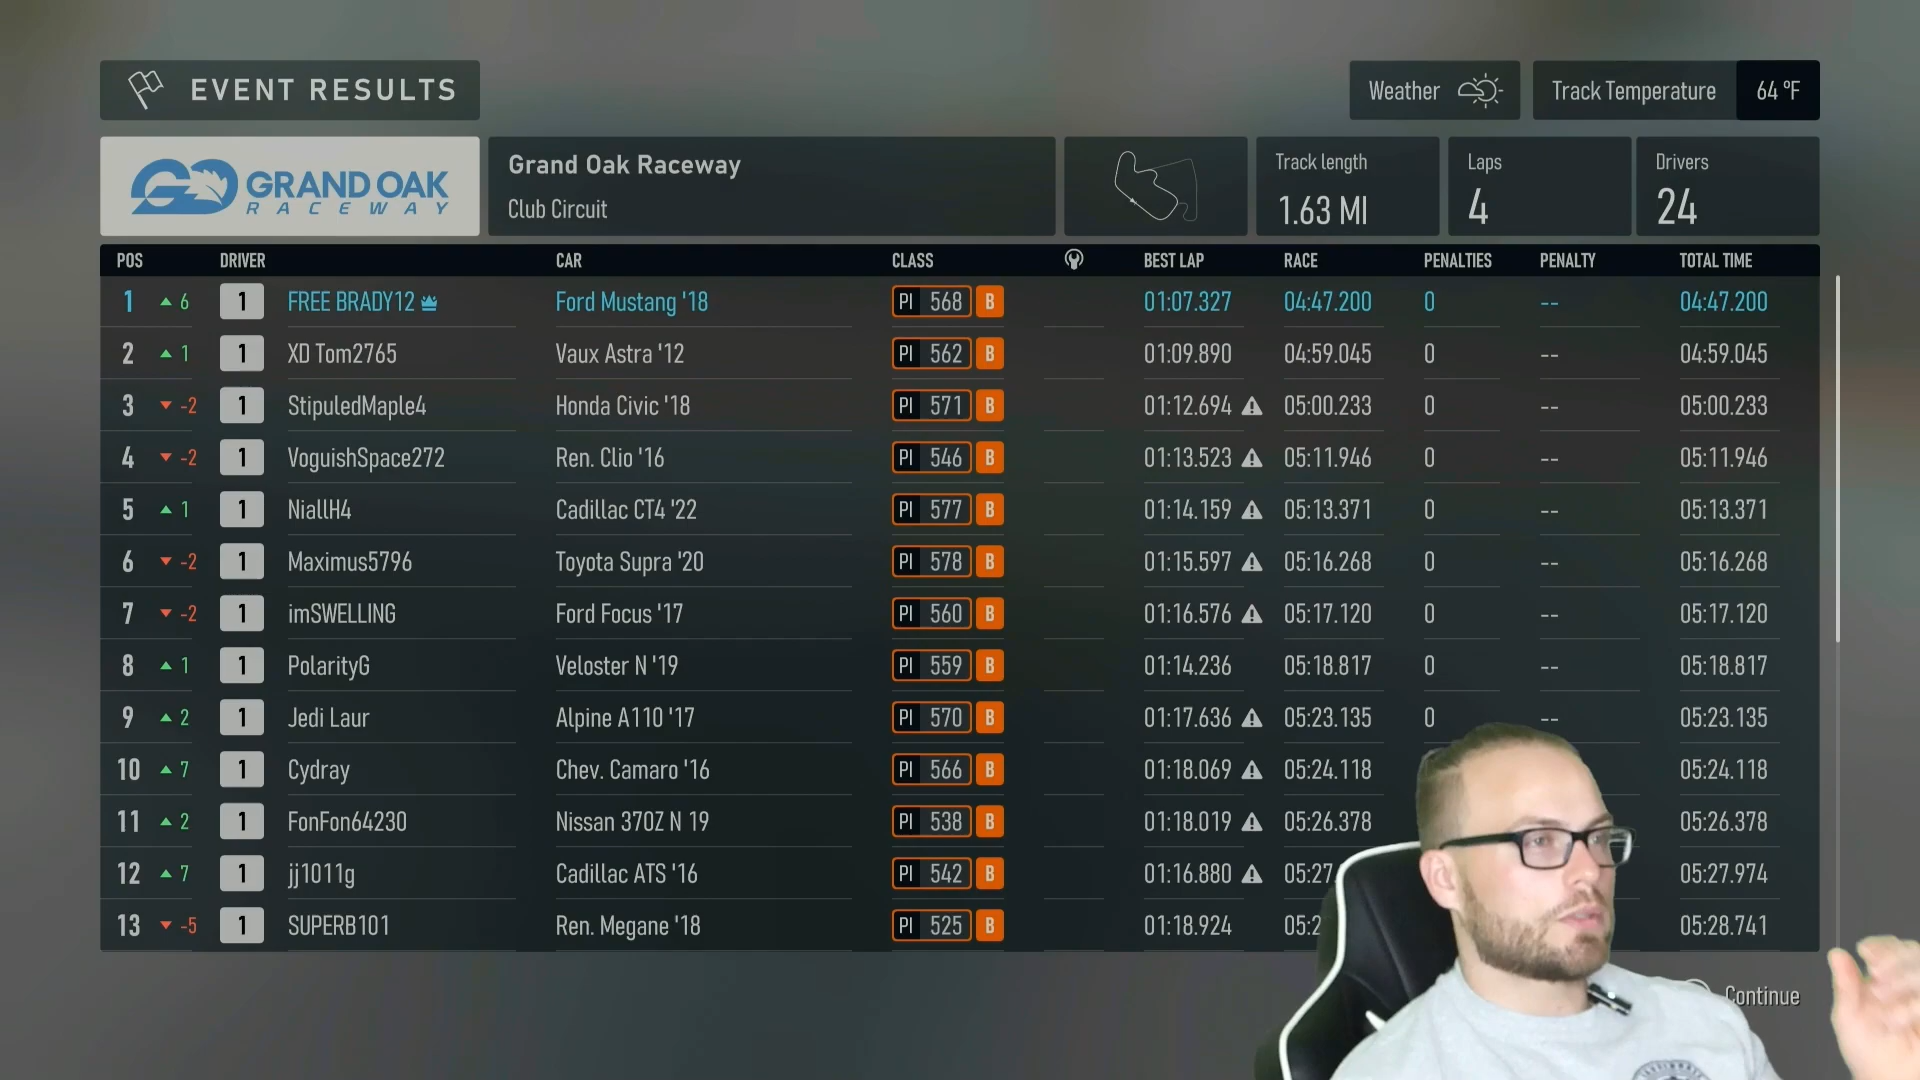 EVENT RESULTS
Weather
Track Temperature 64 ºF
GRAND OAK
RACEWAY
Grand Oak Raceway
Club Circuit
Track length
1.63 MI
Laps
4
Drivers
24
POS DRIVER CAR CLASS BEST LAP RACE PENALTIES PENALTY TOTAL TIME
1 6 1 FREE BRADY12 Ford Mustang '18 PI 568 B 01:07.327 04:47.200 0 -- 04:47.200
2 1 1 XD Tom2765 Vaux Astra '12 PI 562 B 01:09.890 04:59.045 0 -- 04:59.045
3 -2 1 StipuledMaple4 Honda Civic '18 PI 571 B 01:12.694 05:00.233 0 -- 05:00.233
4 -2 1 VoguishSpace272 Ren. Clio '16 PI 546 B 01:13.523 05:11.946 0 -- 05:11.946
5 1 1 NiallH4 Cadillac CT4 '22 PI 577 B 01:14.159 05:13.371 0 -- 05:13.371
6 -2 1 Maximus5796 Toyota Supra '20 PI 578 B 01:15.597 05:16.268 0 -- 05:16.268
7 -2 1 imSWELLING Ford Focus '17 PI 560 B 01:16.576 05:17.120 0 -- 05:17.120
8 1 1 PolarityG Veloster N '19 PI 559 B 01:14.236 05:18.817 0 -- 05:18.817
9 2 1 Jedi Laur Alpine A110 '17 PI 570 B 01:17.636 05:23.135 0 -- 05:23.135
10 7 1 Cydray Chev. Camaro '16 PI 566 B 01:18.069 05:24.118 05:24.118
11 2 1 FonFon64230 Nissan 370Z N 19 PI 538 B 01:18.019 05:26.378 05:26.378
12 7 1 jj1011g Cadillac ATS '16 PI 542 B 01:16.880 05:27. 05:27.974
13 -5 1 SUPERB101 Ren. Megane '18 PI 525 B 01:18.924 05:2 05:28.741
Continue